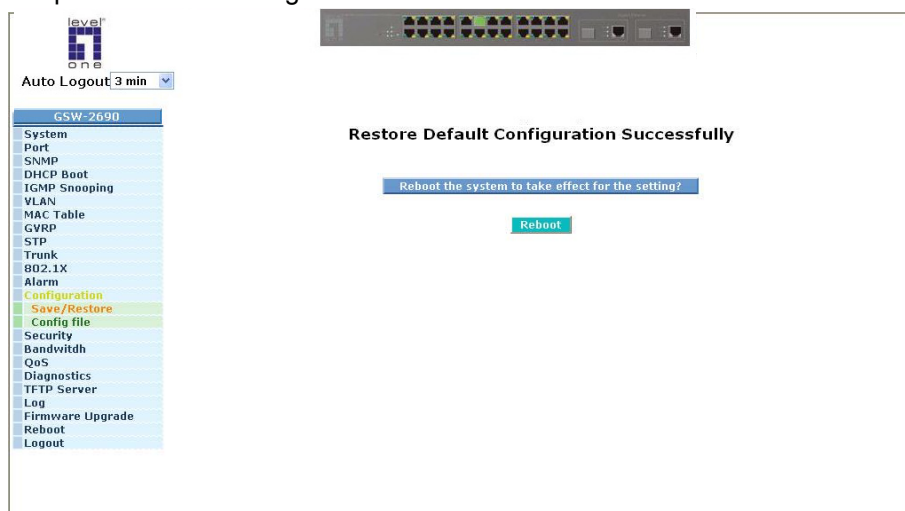 level
one
Auto Logout 3 min
GSW-2690
System
Port
SNMP
DHCP Boot
IGMP Snooping
VLAN
MAC Table
GVRP
STP
Trunk
802.1X
Alarm
Configuration
Save/Restore
Config file
Security
Bandwitdh
QoS
Diagnostics
TFTP Server
Log
Firmware Upgrade
Reboot
Logout
Restore Default Configuration Successfully
Reboot the system to take effect for the setting?
Reboot